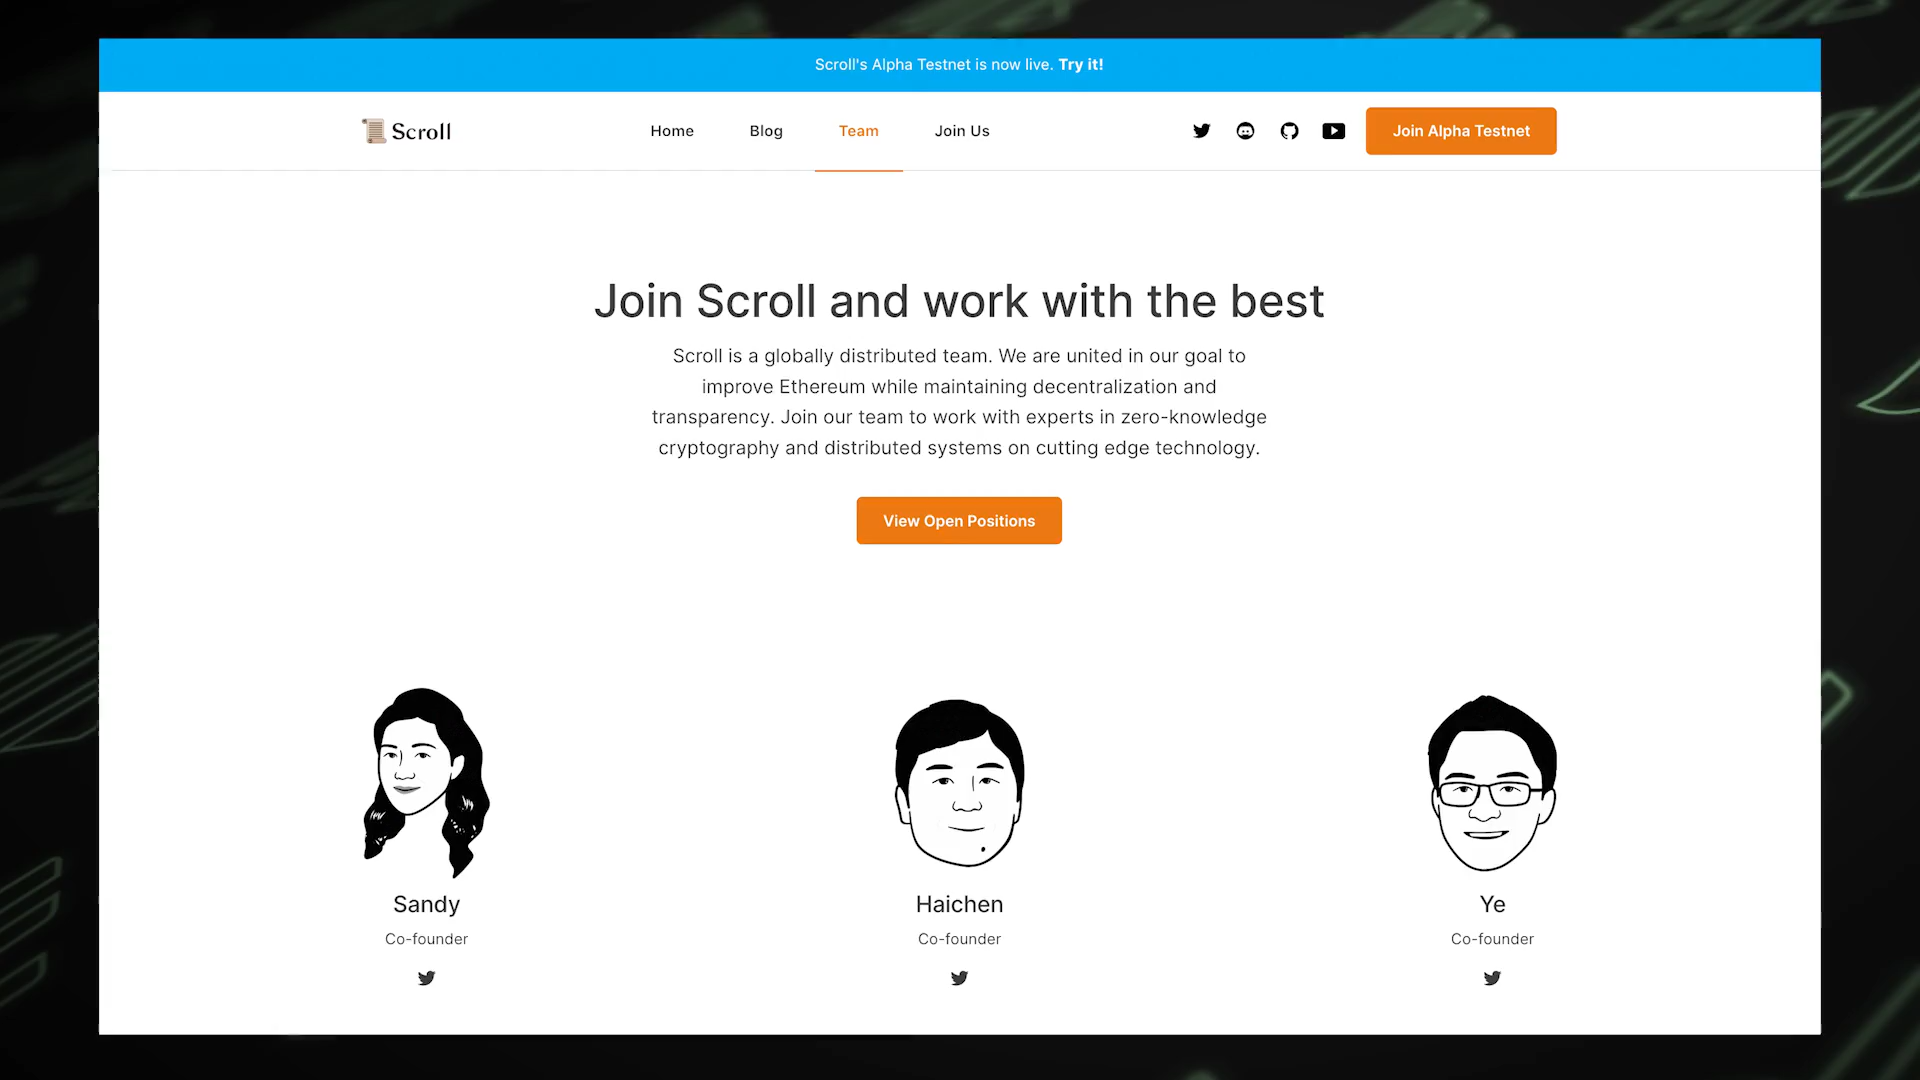 Scroll's Alpha Testnet is now live. Try it!
Scroll
Home
Blog
Team
Join Us
Join Alpha Testnet
Join Scroll and work with the best
Scroll is a globally distributed team. We are united in our goal to
improve Ethereum while maintaining decentralization and
transparency. Join our team to work with experts in zero-knowledge
cryptography and distributed systems on cutting edge technology.
View Open Positions
Sandy
Co-founder
Haichen
Co-founder
Ye
Co-founder